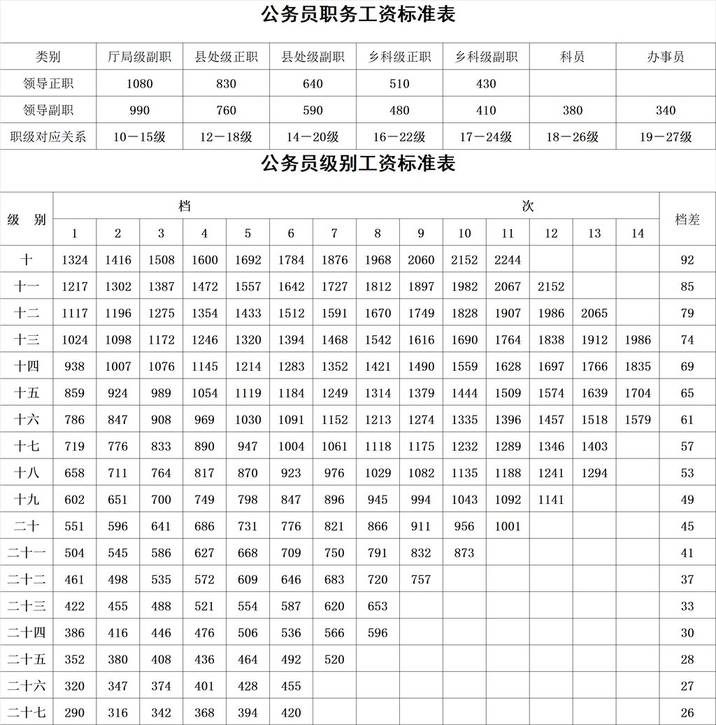 公务员职务工资标准表
类别 厅局级副职 县处级正职 县处级副职 乡科级正职 乡科级副职 科员 办事员
领导正职 1080 830 640 510 430
领导副职 990 760 590 480 410 380 340
职级对应关系 10－15级 12－18级 14－20级 16－22级 17－24级 18－26级 19－27级
公务员级别工资标准表
级 别 档 次 档差
1 2 3 4 5 6 7 8 9 10 11 12 13 14
十 1324 1416 1508 1600 1692 1784 1876 1968 2060 2152 2244 92
十一 1217 1302 1387 1472 1557 1642 1727 1812 1897 1982 2067 2152 85
十二 1117 1196 1275 1354 1433 1512 1591 1670 1749 1828 1907 1986 2065 79
十三 1024 1098 1172 1246 1320 1394 1468 1542 1616 1690 1764 1838 1912 1986 74
十四 938 1007 1076 1145 1214 1283 1352 1421 1490 1559 1628 1697 1766 1835 69
十五 859 924 989 1054 1119 1184 1249 1314 1379 1444 1509 1574 1639 1704 65
十六 786 847 908 969 1030 1091 1152 1213 1274 1335 1396 1457 1518 1579 61
十七 719 776 833 890 947 1004 1061 1118 1175 1232 1289 1346 1403 57
十八 658 711 764 817 870 923 976 1029 1082 1135 1188 1241 1294 53
十九 602 651 700 749 798 847 896 945 994 1043 1092 1141 49
二十 551 596 641 686 731 776 821 866 911 956 1001 45
二十一 504 545 586 627 668 709 750 791 832 873 41
二十二 461 498 535 572 609 646 683 720 757 37
二十三 422 455 488 521 554 587 620 653 33
二十四 386 416 446 476 506 536 566 596 30
二十五 352 380 408 436 464 492 520 28
二十六 320 347 374 401 428 455 27
二十七 290 316 342 368 394 420 26